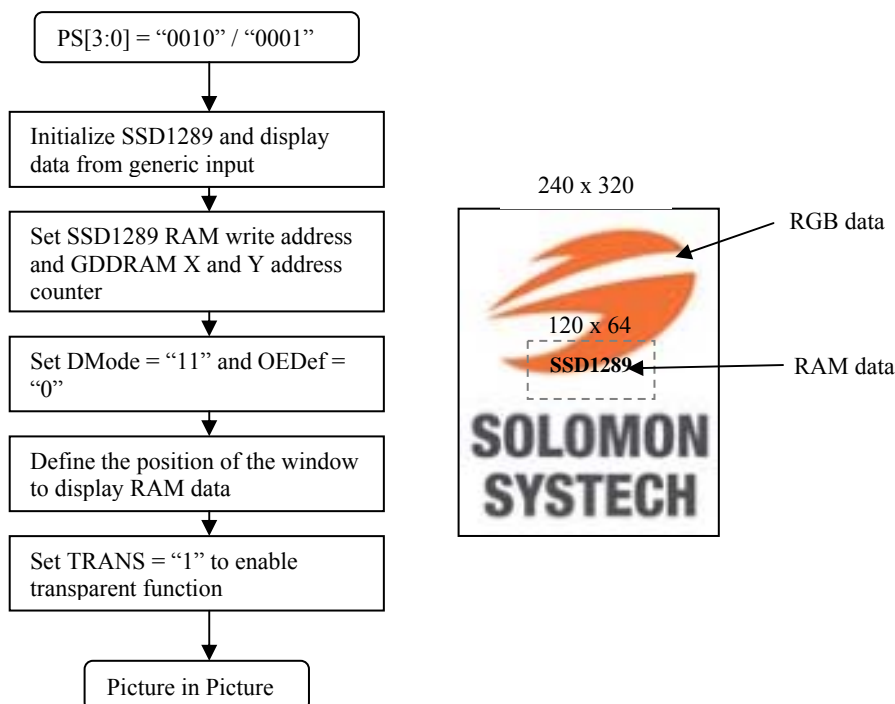 PS[3:0] = “0010” / “0001”
Initialize SSD1289 and display
data from generic input
Set SSD1289 RAM write address
and GDDRAM X and Y address
counter
Set DMode = “11” and OEDef =
“0”
Define the position of the window
to display RAM data
Set TRANS = “1” to enable
transparent function
Picture in Picture
240 x 320
RGB data
120 x 64
SSD1289
RAM data
SOLOMON
SYSTECH